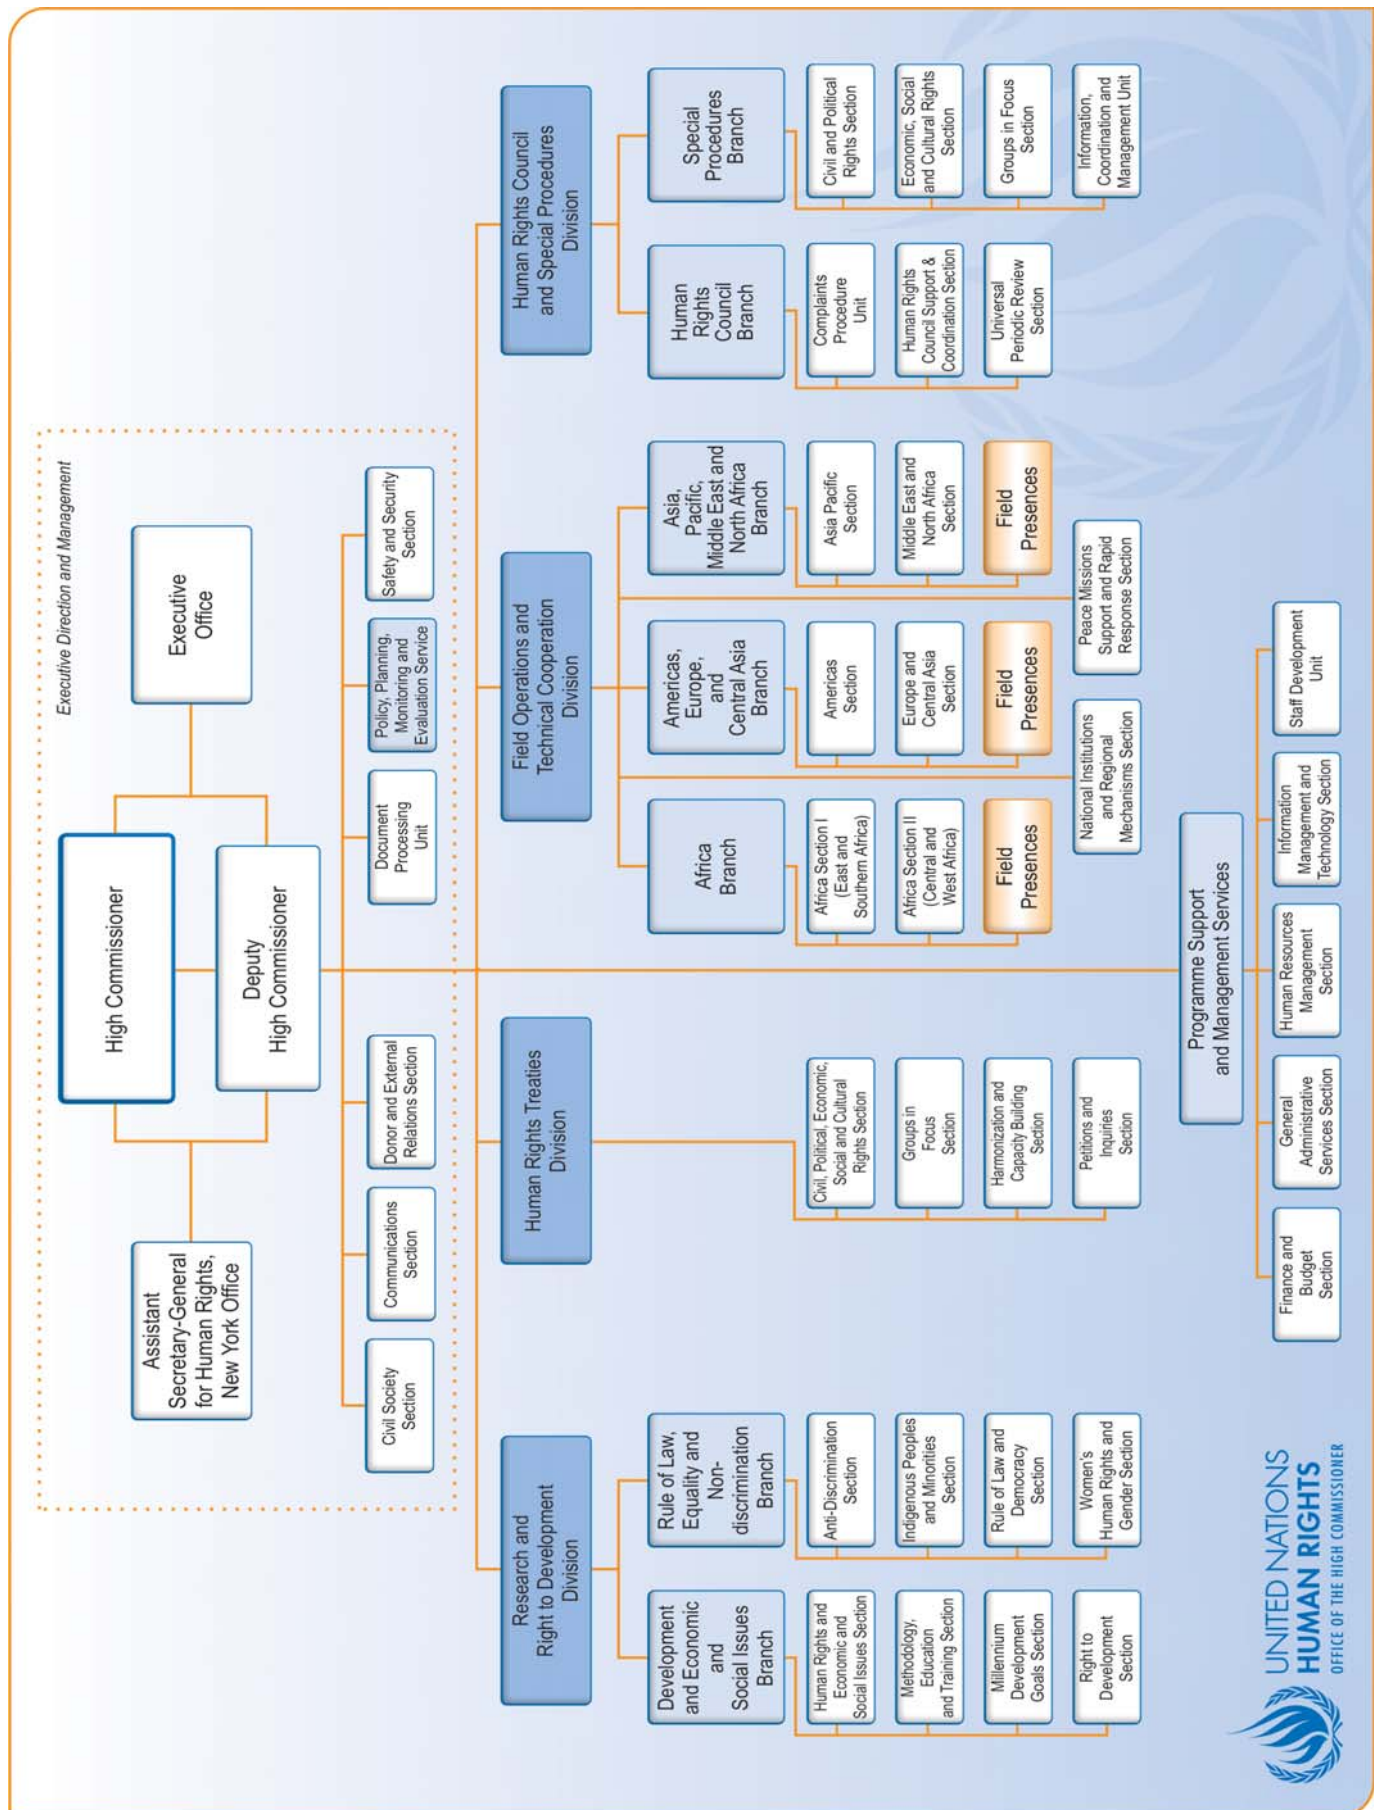 Executive Direction and Management
High Commissioner
Assistant
Secretary-General
for Human Rights,
New York Office
Executive
Office
Deputy
High Commissioner
Civil Society
Section
Communications
Section
Donor and External
Relations Section
Document
Processing
Unit
Policy, Planning,
Monitoring and
Evaluation Service
Safety and Security
Section
Research and
Right to Development
Division
Human Rights Treaties
Division
Field Operations and
Technical Cooperation
Division
Human Rights Council
and Special Procedures
Division
Development
and Economic
and
Social Issues
Branch
Human Rights and
Economic and
Social Issues Section
Methodology,
Education
and Training Section
Millennium
Development
Goals Section
Right to
Development
Section
Rule of Law,
Equality and
Non-
discrimination
Branch
Anti-Discrimination
Section
Indigenous Peoples
and Minorities
Section
Rule of Law and
Democracy
Section
Women's
Human Rights and
Gender Section
Civil, Political, Economic,
Social and Cultural
Rights Section
Groups in
Focus
Section
Harmonization and
Capacity Building
Section
Petitions and
Inquiries
Section
Africa
Branch
Africa Section I
(East and
Southern Africa)
Africa Section II
(Central and
West Africa)
Field
Presences
Americas,
Europe,
and
Central Asia
Branch
Americas
Section
Europe and
Central Asia
Section
Field
Presences
Asia,
Pacific,
Middle East and
North Africa
Branch
Asia Pacific
Section
Middle East and
North Africa
Section
Field
Presences
National Institutions
and Regional
Mechanisms Section
Peace Missions
Support and Rapid
Response Section
Human
Rights
Council
Branch
Complaints
Procedure
Unit
Human Rights
Council Support &
Coordination Section
Universal
Periodic Review
Section
Special
Procedures
Branch
Civil and Political
Rights Section
Economic, Social
and Cultural Rights
Section
Groups in Focus
Section
Information,
Coordination and
Management Unit
Programme Support
and Management Services
Finance and
Budget
Section
General
Administrative
Services Section
Human Resources
Management
Section
Information
Management and
Technology Section
Staff Development
Unit
UNITED NATIONS
HUMAN RIGHTS
OFFICE OF THE HIGH COMMISSIONER